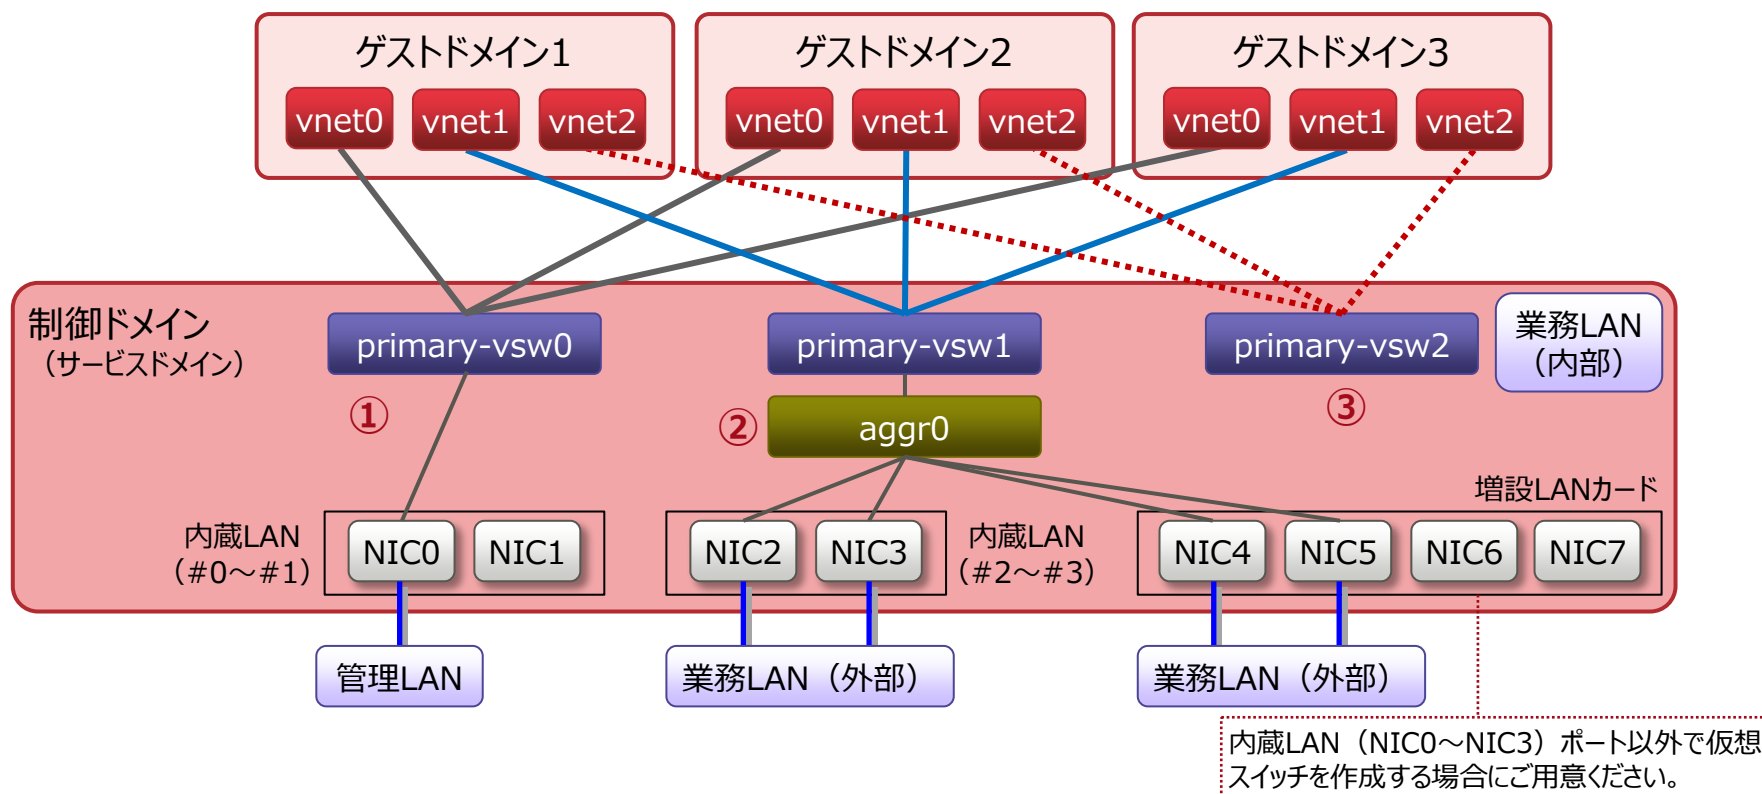 ゲストドメイン1
ゲストドメイン2
ゲストドメイン3
vnet0
vnet1
vnet2
vnet0
vnet1
vnet2
vnet0
vnet1
vnet2
制御ドメイン
（サービスドメイン）
primary-vsw0
primary-vsw1
primary-vsw2
業務LAN
（内部）
①
②
③
aggr0
増設LANカード
内蔵LAN
（#0～#1）
NIC0
NIC1
NIC2
NIC3
内蔵LAN
（#2～#3）
NIC4
NIC5
NIC6
NIC7
管理LAN
業務LAN（外部）
業務LAN（外部）
内蔵LAN（NIC0～NIC3）ポート以外で仮想
スイッチを作成する場合にご用意ください。